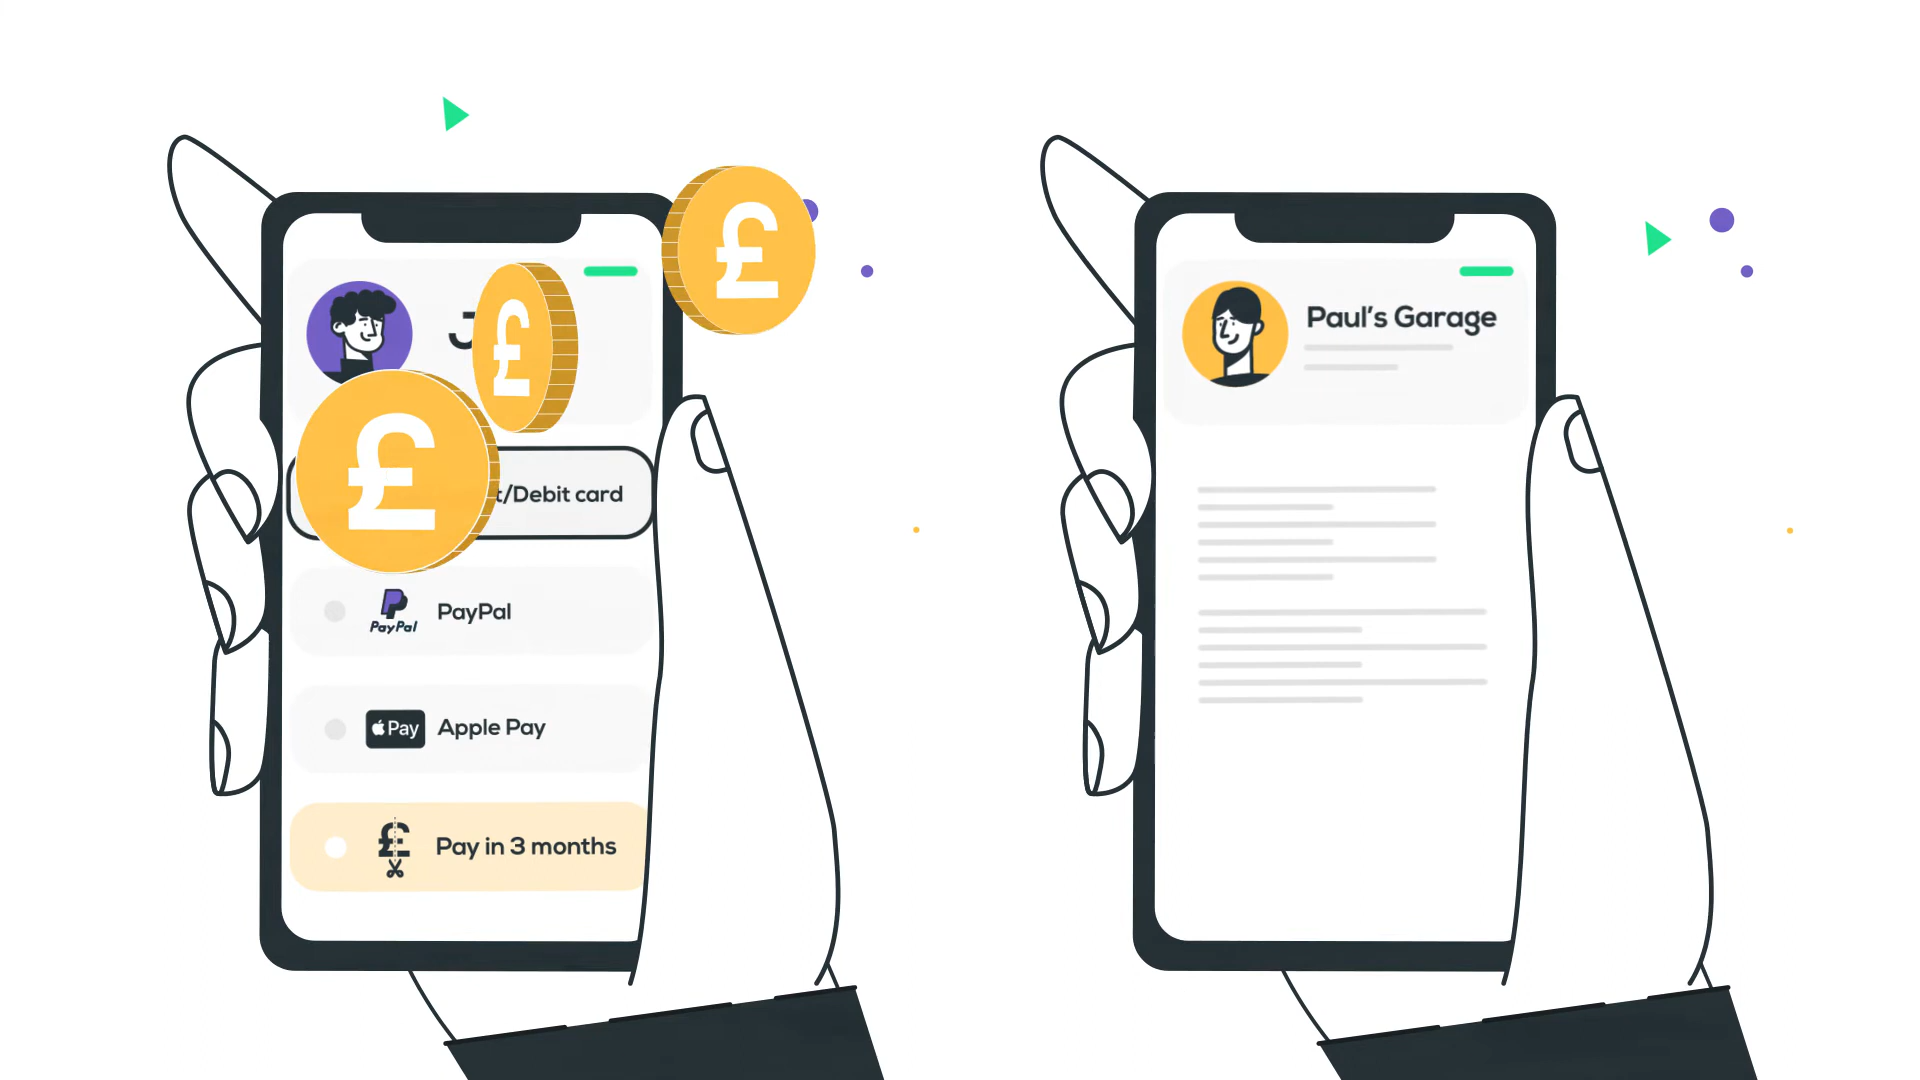 £
£
£
t/Debit card
PayPal
PayPal
Pay
Apple Pay
£
Pay in 3 months
Paul's Garage